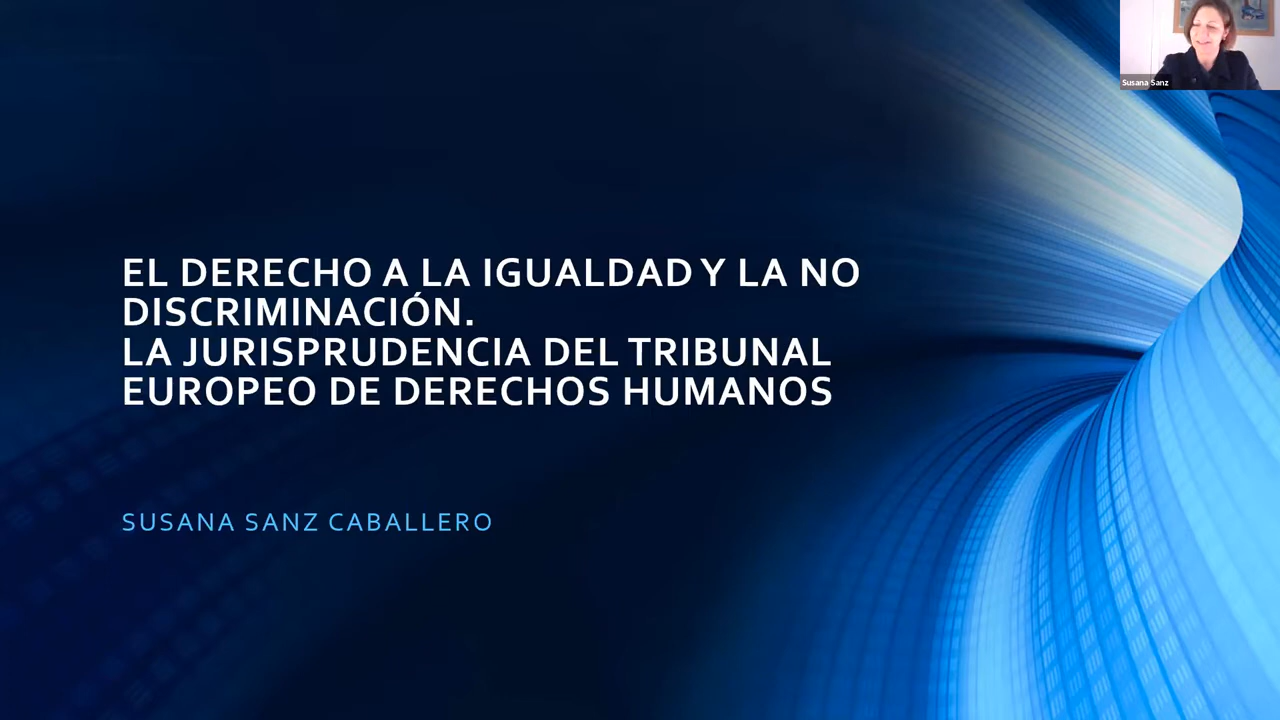 Susana Sanz
EL DERECHO A LA IGUALDAD Y LA NO
DISCRIMINACIÓN.
LA JURISPRUDENCIA DEL TRIBUNAL
EUROPEO DE DERECHOS HUMANOS
SUSANA SANZ CABALLERO